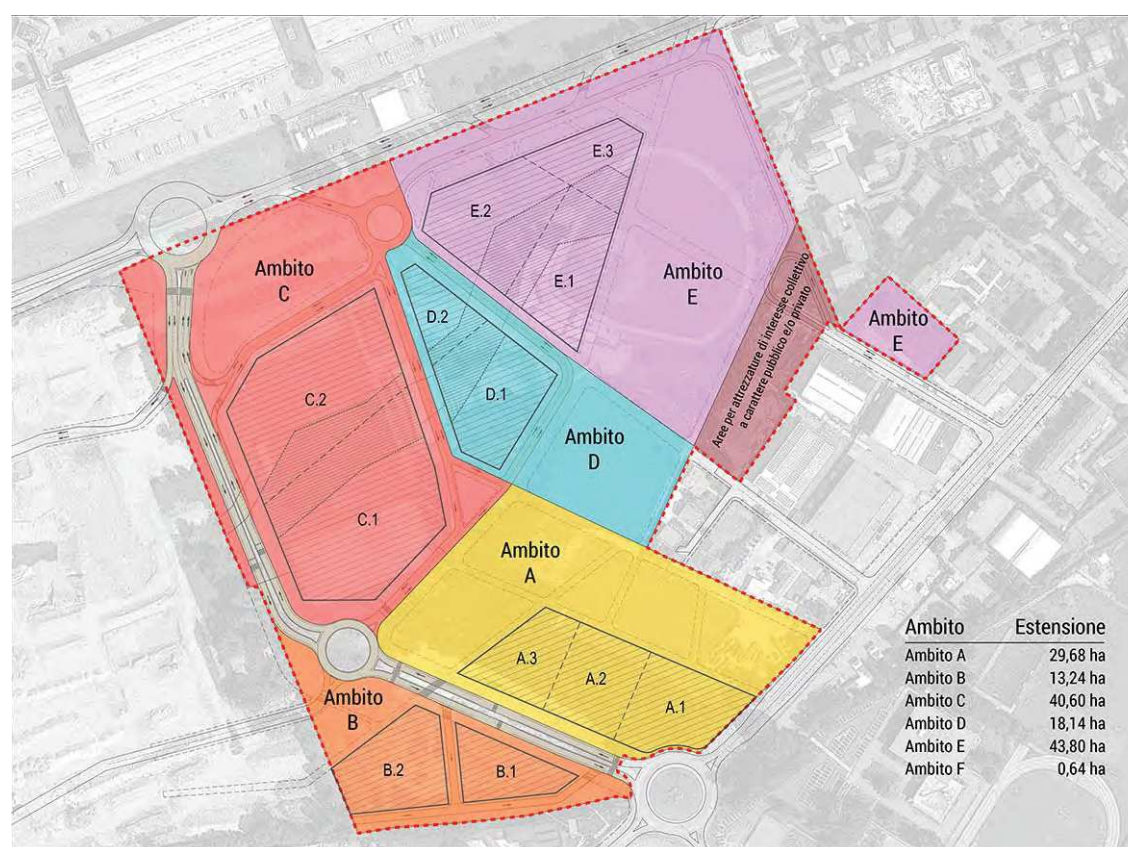 E.3
E.2
E.1
Ambito
C
Ambito
E
Ambito
E
D.2
D.1
Aree per attrezzature di interesse collettivo
a carattere pubblico e/o privato
C.2
Ambito
D
C.1
Ambito
A
A.3
A.2
A.1
Ambito
B
B.2
B.1
Ambito Estensione
Ambito A 29,68 ha
Ambito B 13,24 ha
Ambito C 40,60 ha
Ambito D 18,14 ha
Ambito E 43,80 ha
Ambito F 0,64 ha